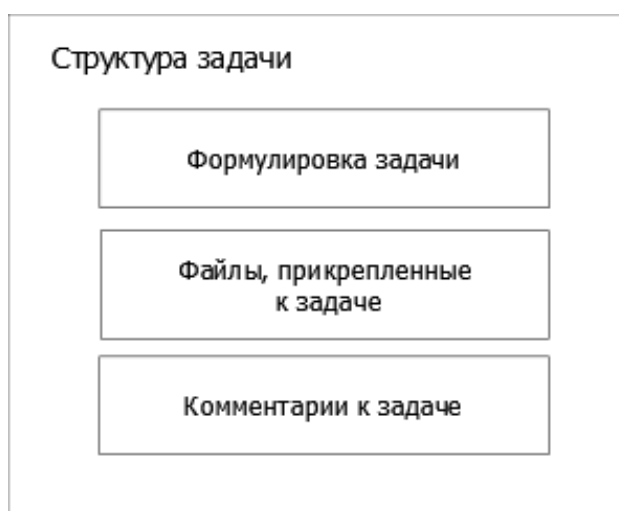 Структура задачи
Формулировка задачи
Файлы, прикрепленные
к задаче
Комментарии к задаче